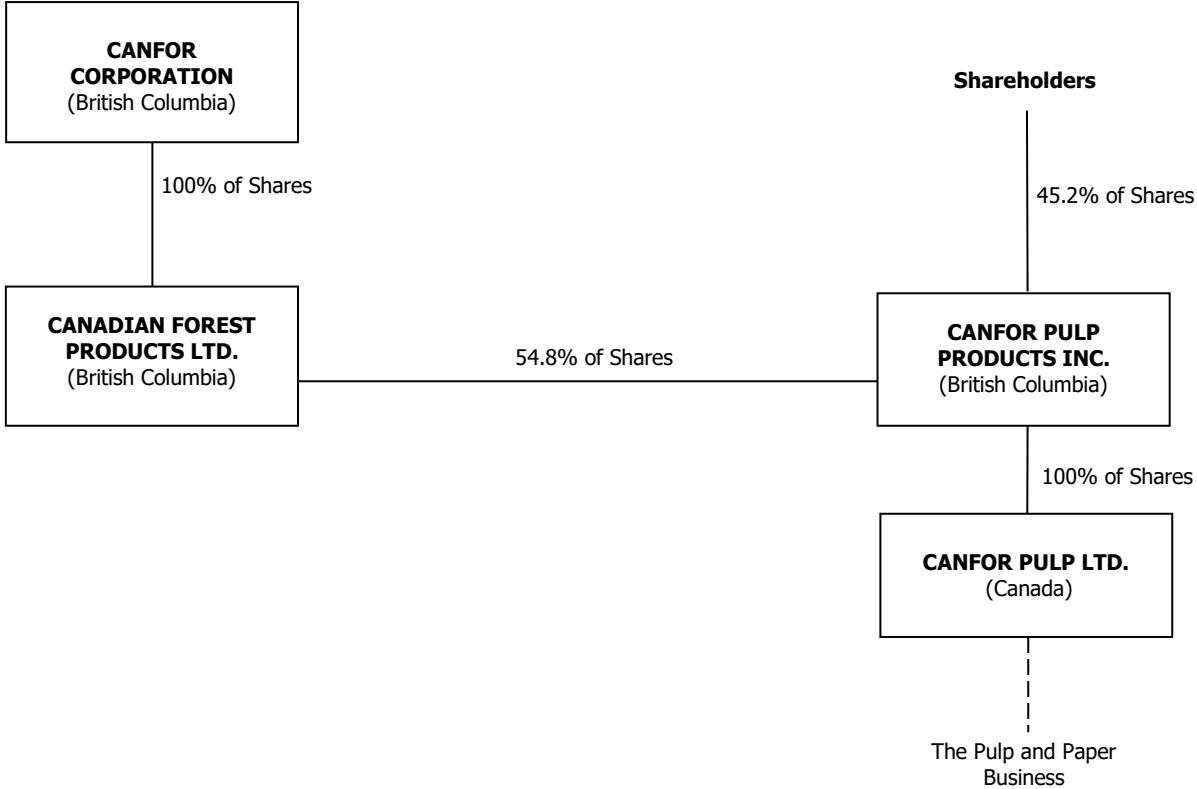 CANFOR
CORPORATION
(British Columbia)
Shareholders
100% of Shares
45.2% of Shares
CANADIAN FOREST
PRODUCTS LTD.
(British Columbia)
54.8% of Shares
CANFOR PULP
PRODUCTS INC.
(British Columbia)
100% of Shares
CANFOR PULP LTD.
(Canada)
The Pulp and Paper
Business